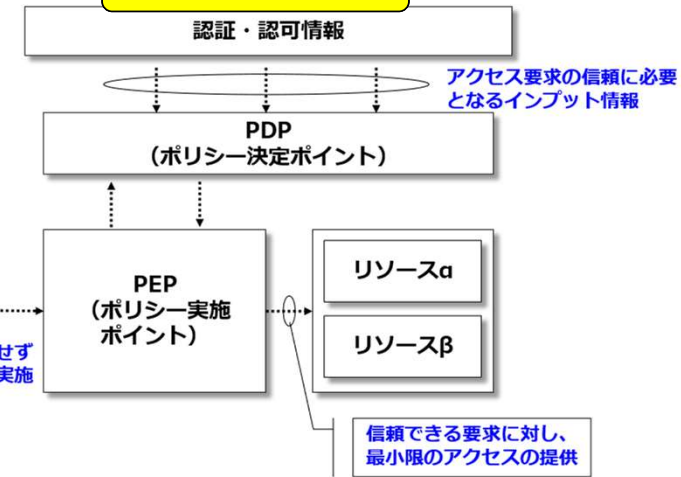 認証・認可情報
アクセス要求の信頼に必要
となるインプット情報
PDP
（ポリシー決定ポイント）
PEP
（ポリシー実施
ポイント）
リソースα
リソースβ
せず
実施
信頼できる要求に対し、
最小限のアクセスの提供